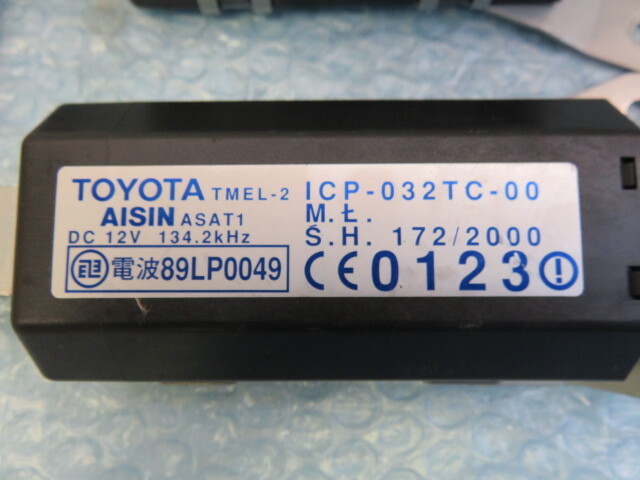 TOYOTA TMEL-2
AISIN ASAT1
DC 12V 134.2kHz
電波89LP0049
ICP-032TC-00
M.Ł.
Ś.H. 172/2000
CE0123